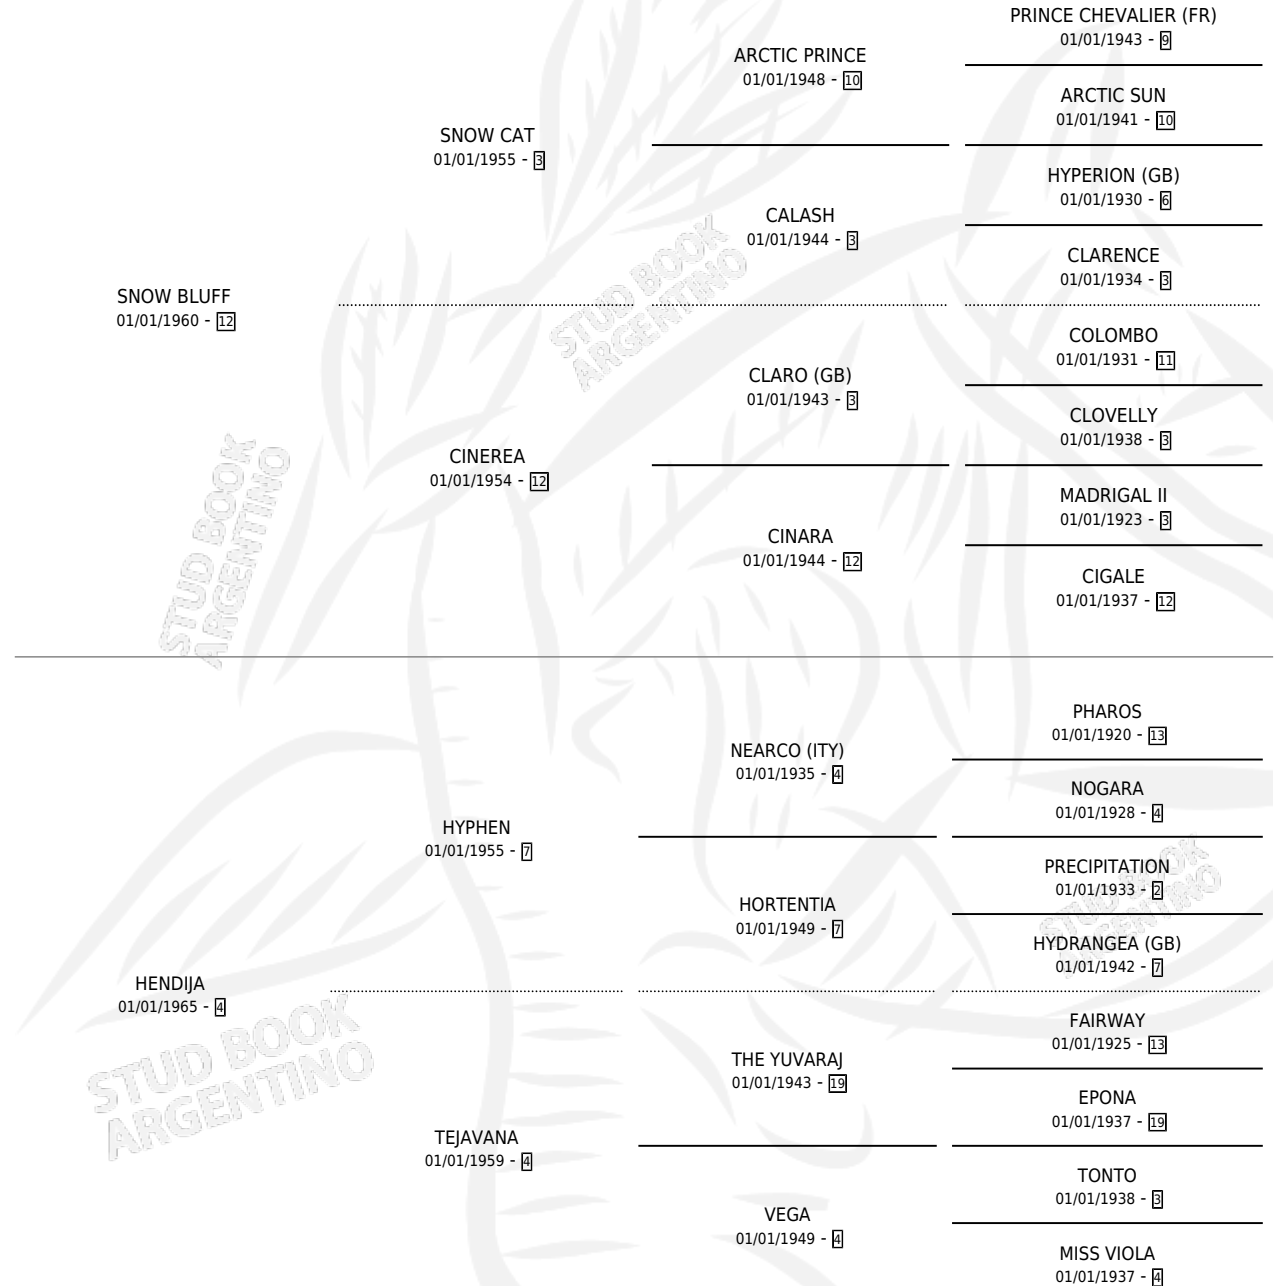 PRINCE CHEVALIER (FR)
01/01/1943 - 9
ARCTIC PRINCE
01/01/1948 - 10
ARCTIC SUN
01/01/1941 - 10
SNOW CAT
01/01/1955 - 3
HYPERION (GB)
01/01/1930 - 6
CALASH
01/01/1944 - 3
CLARENCE
01/01/1934 - 3
SNOW BLUFF
01/01/1960 - 12
COLOMBO
01/01/1931 - 11
CLARO (GB)
01/01/1943 - 3
CLOVELLY
01/01/1938 - 3
CINEREA
01/01/1954 - 12
MADRIGAL II
01/01/1923 - 3
CINARA
01/01/1944 - 12
CIGALE
01/01/1937 - 12
PHAROS
01/01/1920 - 13
NEARCO (ITY)
01/01/1935 - 4
NOGARA
01/01/1928 - 4
HYPHEN
01/01/1955 - 7
PRECIPITATION
01/01/1933 - 2
HORTENTIA
01/01/1949 - 7
HYDRANGEA (GB)
01/01/1942 - 7
HENDIJA
01/01/1965 - 4
FAIRWAY
01/01/1925 - 13
THE YUVARAJ
01/01/1943 - 19
EPONA
01/01/1937 - 19
TEJAVANA
01/01/1959 - 4
TONTO
01/01/1938 - 3
VEGA
01/01/1949 - 4
MISS VIOLA
01/01/1937 - 4
STUD BOOK
ARGENTINO
STUD BOOK
ARGENTINO
STUD BOOK
ARGENTINO
STUD BOOK
ARGENTINO